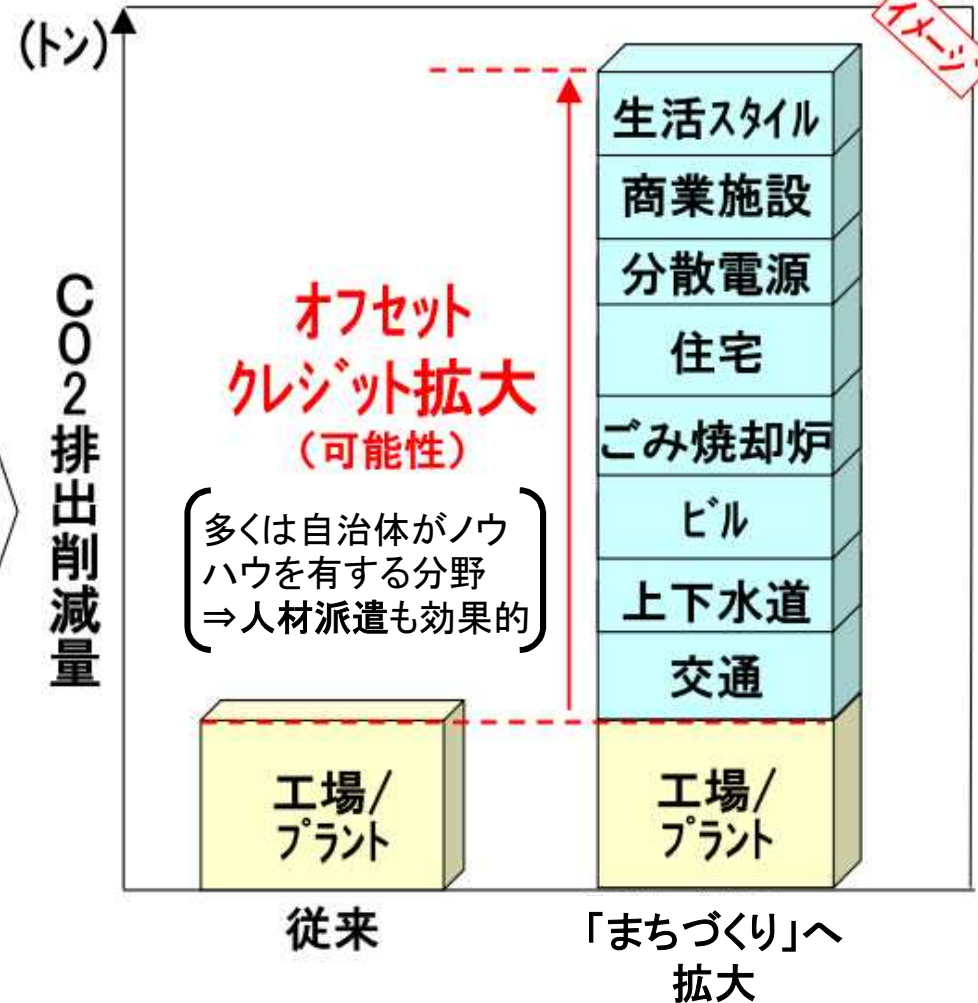 (トン)
イメージ
CO2排出削減量
オフセット
クレジット拡大
(可能性)
多くは自治体がノウ
ハウを有する分野
⇒人材派遣も効果的
生活スタイル
商業施設
分散電源
住宅
ごみ焼却炉
ビル
上下水道
交通
工場/
プラント
工場/
プラント
従来
「まちづくり」へ
拡大